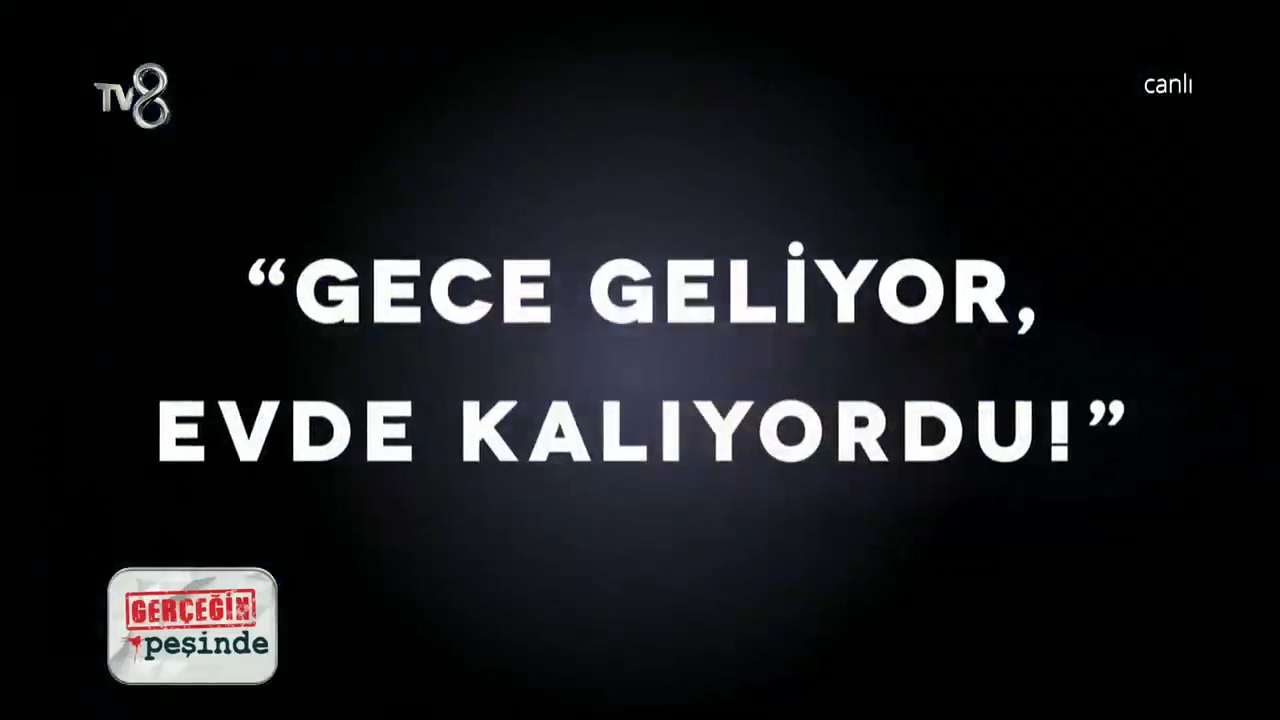 TV8
canlı
“GECE GELİYOR,
EVDE KALIYORDU!”
GERÇEĞİN
peşinde